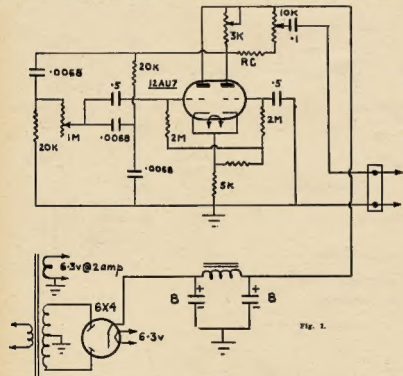 10K
3K
.1
RC
.0068
20K
.5
12AU7
.5
1M
2M
2M
20K
.0068
.0068
5K
6·3v@2amp
6X4
6·3v
8
8
Fig. 1.